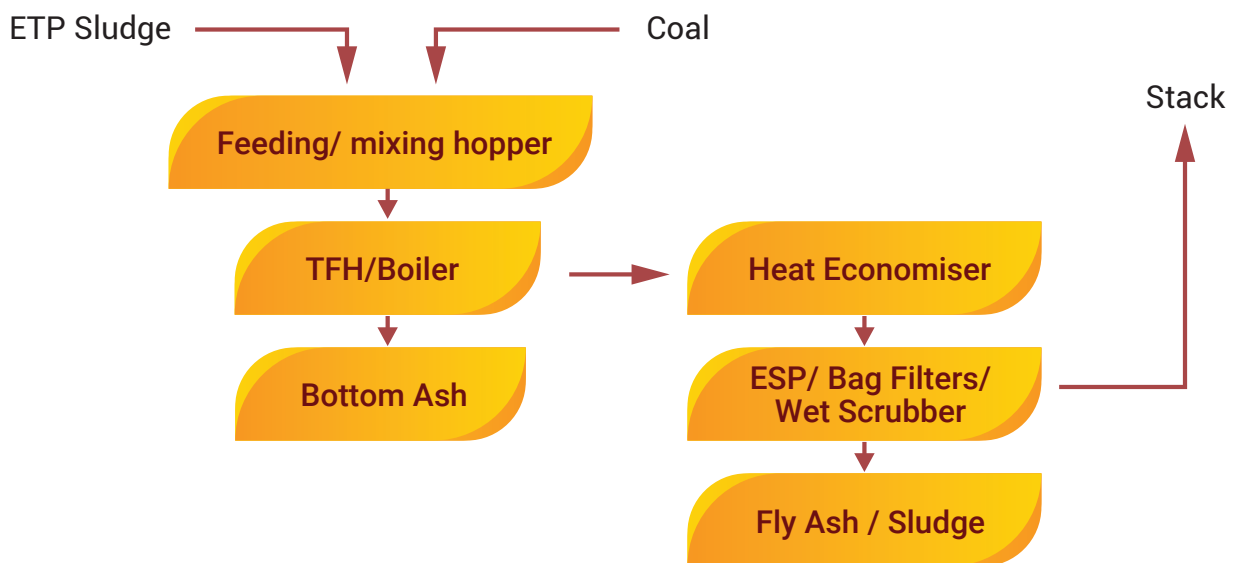 ETP Sludge
Coal
Stack
Feeding/ mixing hopper
TFH/Boiler
Heat Economiser
Bottom Ash
ESP/ Bag Filters/
Wet Scrubber
Fly Ash / Sludge